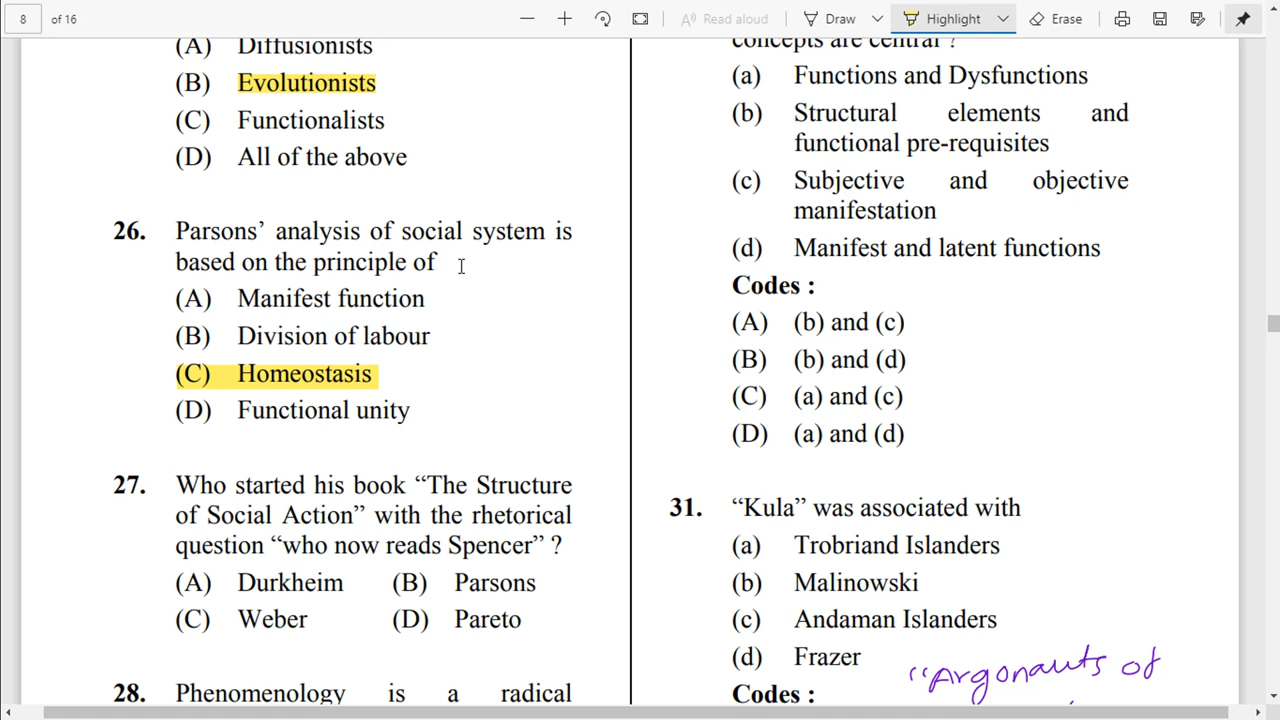 8 of 16
Read aloud
Draw
Highlight
Erase
(A) Diffusionists
(B) Evolutionists
(C) Functionalists
(D) All of the above
26. Parsons’ analysis of social system is
based on the principle of
(A) Manifest function
(B) Division of labour
(C) Homeostasis
(D) Functional unity
27. Who started his book “The Structure
of Social Action” with the rhetorical
question “who now reads Spencer” ?
(A) Durkheim (B) Parsons
(C) Weber (D) Pareto
28. Phenomenology is a radical
concepts are central ?
(a) Functions and Dysfunctions
(b) Structural elements and
functional pre-requisites
(c) Subjective and objective
manifestation
(d) Manifest and latent functions
Codes :
(A) (b) and (c)
(B) (b) and (d)
(C) (a) and (c)
(D) (a) and (d)
31. “Kula” was associated with
(a) Trobriand Islanders
(b) Malinowski
(c) Andaman Islanders
(d) Frazer
"Argonauts of
Codes :